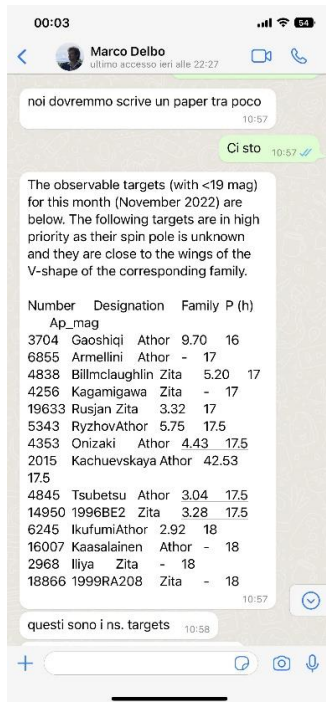 00:03
54
Marco Delbo
ultimo accesso ieri alle 22:27
noi dovremmo scrive un paper tra poco
10:57
Ci sto 10:57
The observable targets (with <19 mag)
for this month (November 2022) are
below. The following targets are in high
priority as their spin pole is unknown
and they are close to the wings of the
V-shape of the corresponding family.
Number Designation Family P (h)
Ap_mag
3704 Gaoshiqi Athor 9.70 16
6855 Armellini Athor - 17
4838 Billmclaughlin Zita 5.20 17
4256 Kagamigawa Zita - 17
19633 Rusjan Zita 3.32 17
5343 RyzhovAthor 5.75 17.5
4353 Onizaki Athor 4.43 17.5
2015 Kachuevskaya Athor 42.53
17.5
4845 Tsubetsu Athor 3.04 17.5
14950 1996BE2 Zita 3.28 17.5
6245 IkufumiAthor 2.92 18
16007 Kaasalainen Athor - 18
2968 Iliya Zita - 18
18866 1999RA208 Zita - 18
10:57
questi sono i ns. targets 10:58